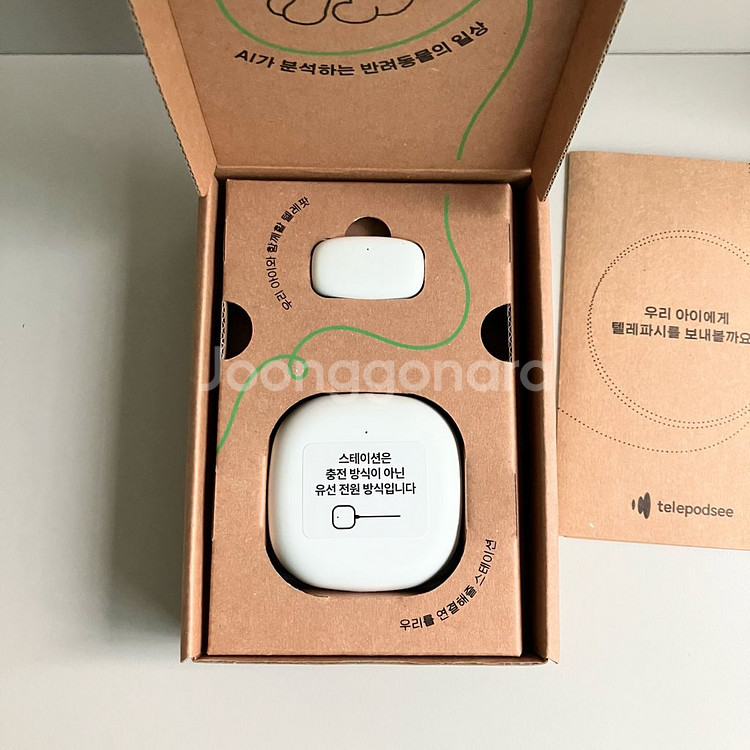 AI가 분석하는 반려동물의 일상
우리 아이와 함께할 텔레팟
우리 아이에게
텔레파시를 보내볼까요
Joonggonara
스테이션은
충전 방식이 아닌
유선 전원 방식입니다
telepodsee
우리를 연결해줄 스테이션